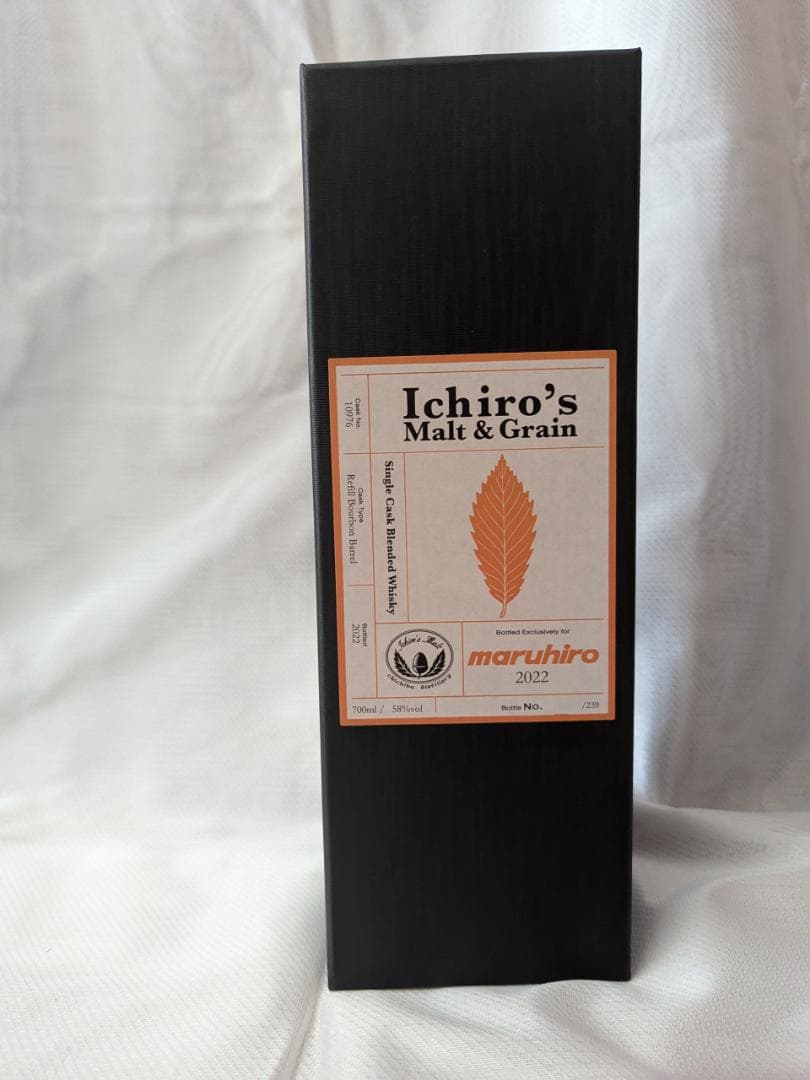 Ichiro's
Malt & Grain
Cask No.
10976
Cask Type
Refill Bourbon Barrel
Bottled
2022
Single Cask Blended Whisky
Ichiro's Malt
Chichibu Distillery
Bottled Exclusively for
maruhiro
2022
700ml / 58%vol
Bottle No. /239